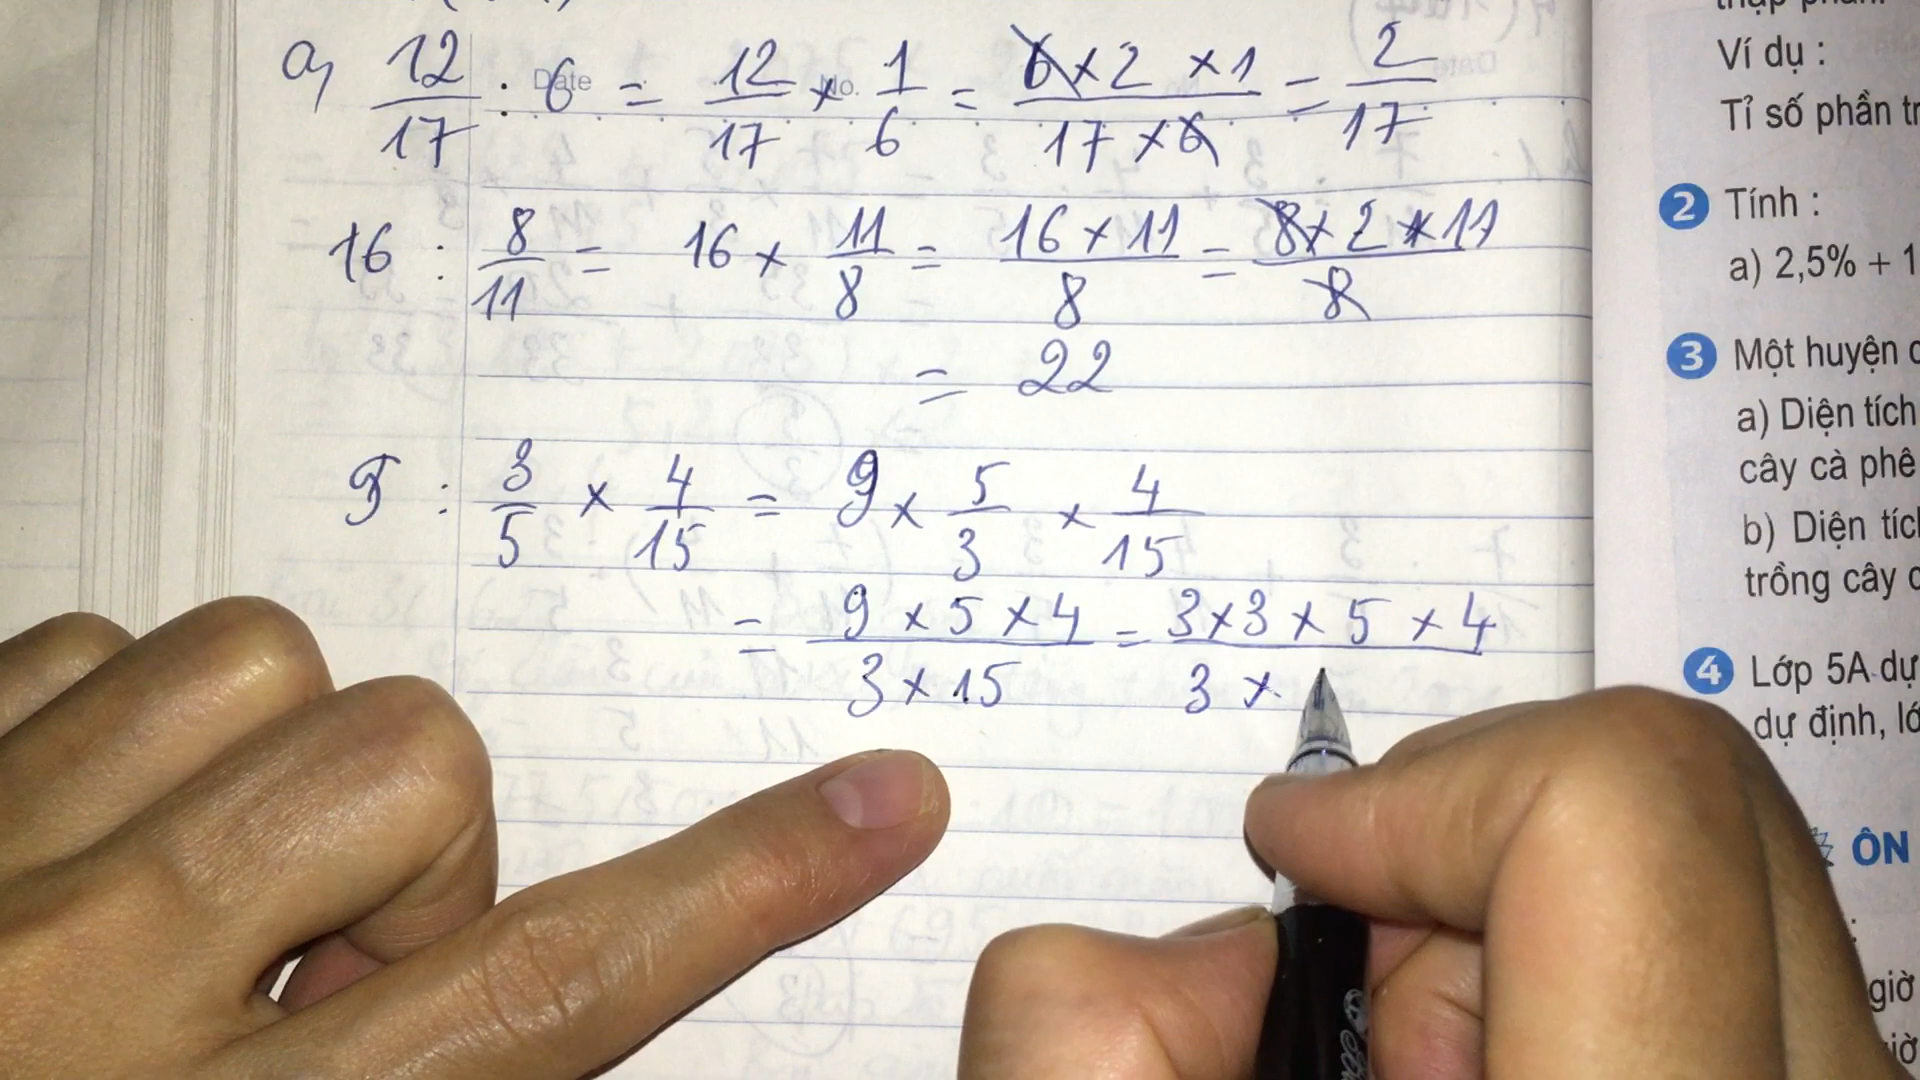 a, 12/17 : 6 = 12/17 × 1/6 = 6 × 2 × 1 / 17 × 6 = 2/17
16 : 8/11 = 16 × 11/8 = 16 × 11 / 8 = 8 × 2 × 11 / 8
= 22
9 : 3/5 × 4/15 = 9 × 5/3 × 4/15
= 9 × 5 × 4 / 3 × 15 = 3 × 3 × 5 × 4 / 3 ×
Date No.
Ví dụ :
Tỉ số phần
2 Tính :
a) 2,5% + 1
3 Một huyện
a) Diện tích
cây cà phê
b) Diện
trồng cây
4 Lớp 5A dự
dự định,
ÔN
giờ